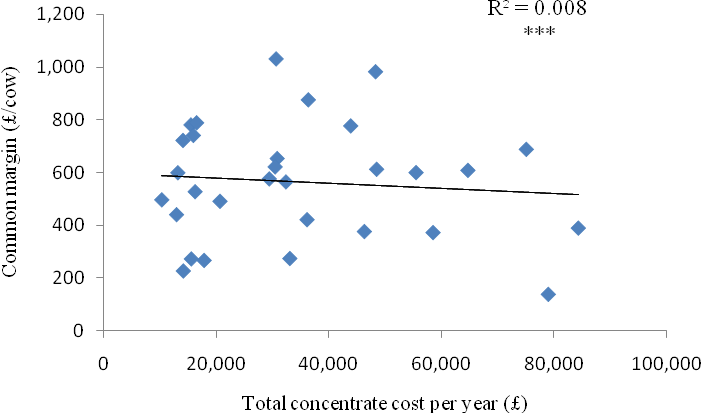 R² = 0.008
***
1,200
1,000
800
600
400
200
0
Common margin (£/cow)
0 20,000 40,000 60,000 80,000 100,000
Total concentrate cost per year (£)